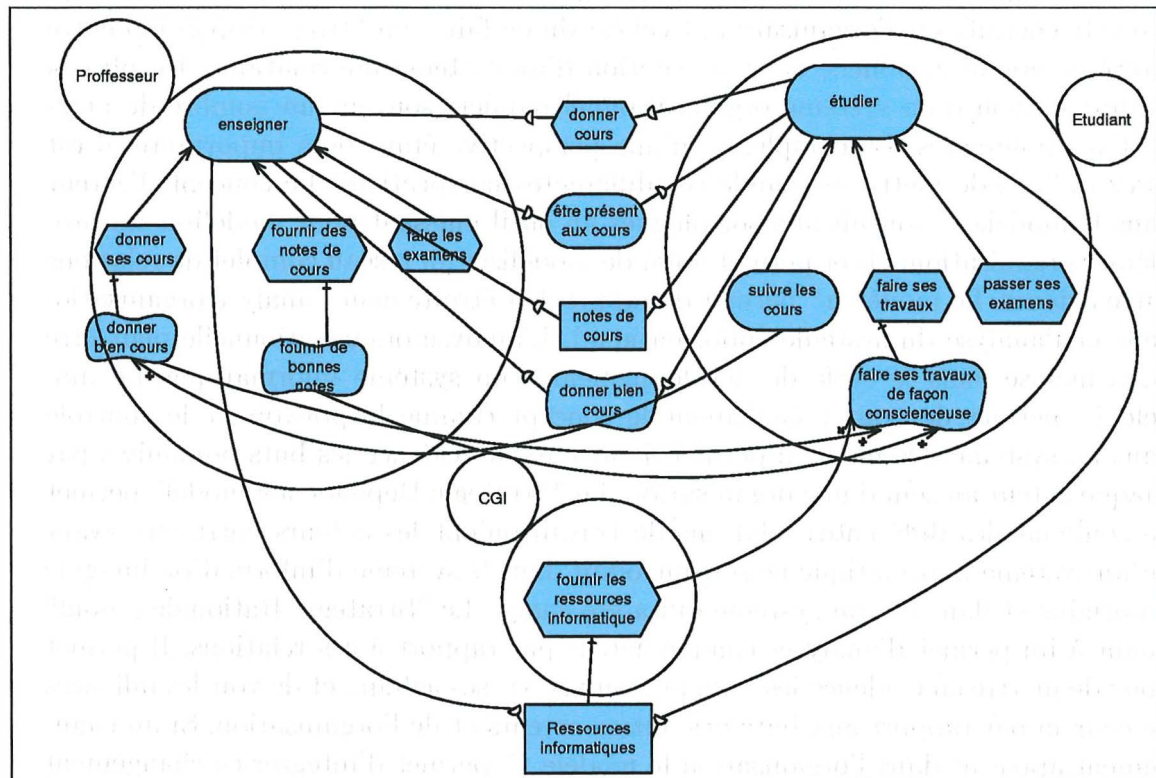 Proffesseur
enseigner
donner
cours
étudier
Etudiant
être présent
aux cours
donner
ses cours
fournir des
notes de
cours
faire les
examens
suivre les
cours
faire ses
travaux
passer ses
examens
notes de
cours
donner
bien cours
fournir de
bonnes
notes
donner bien
cours
faire ses travaux
de façon
conscienceuse
+
+
+
+
CGI
fournir les
ressources
informatique
Ressources
informatiques